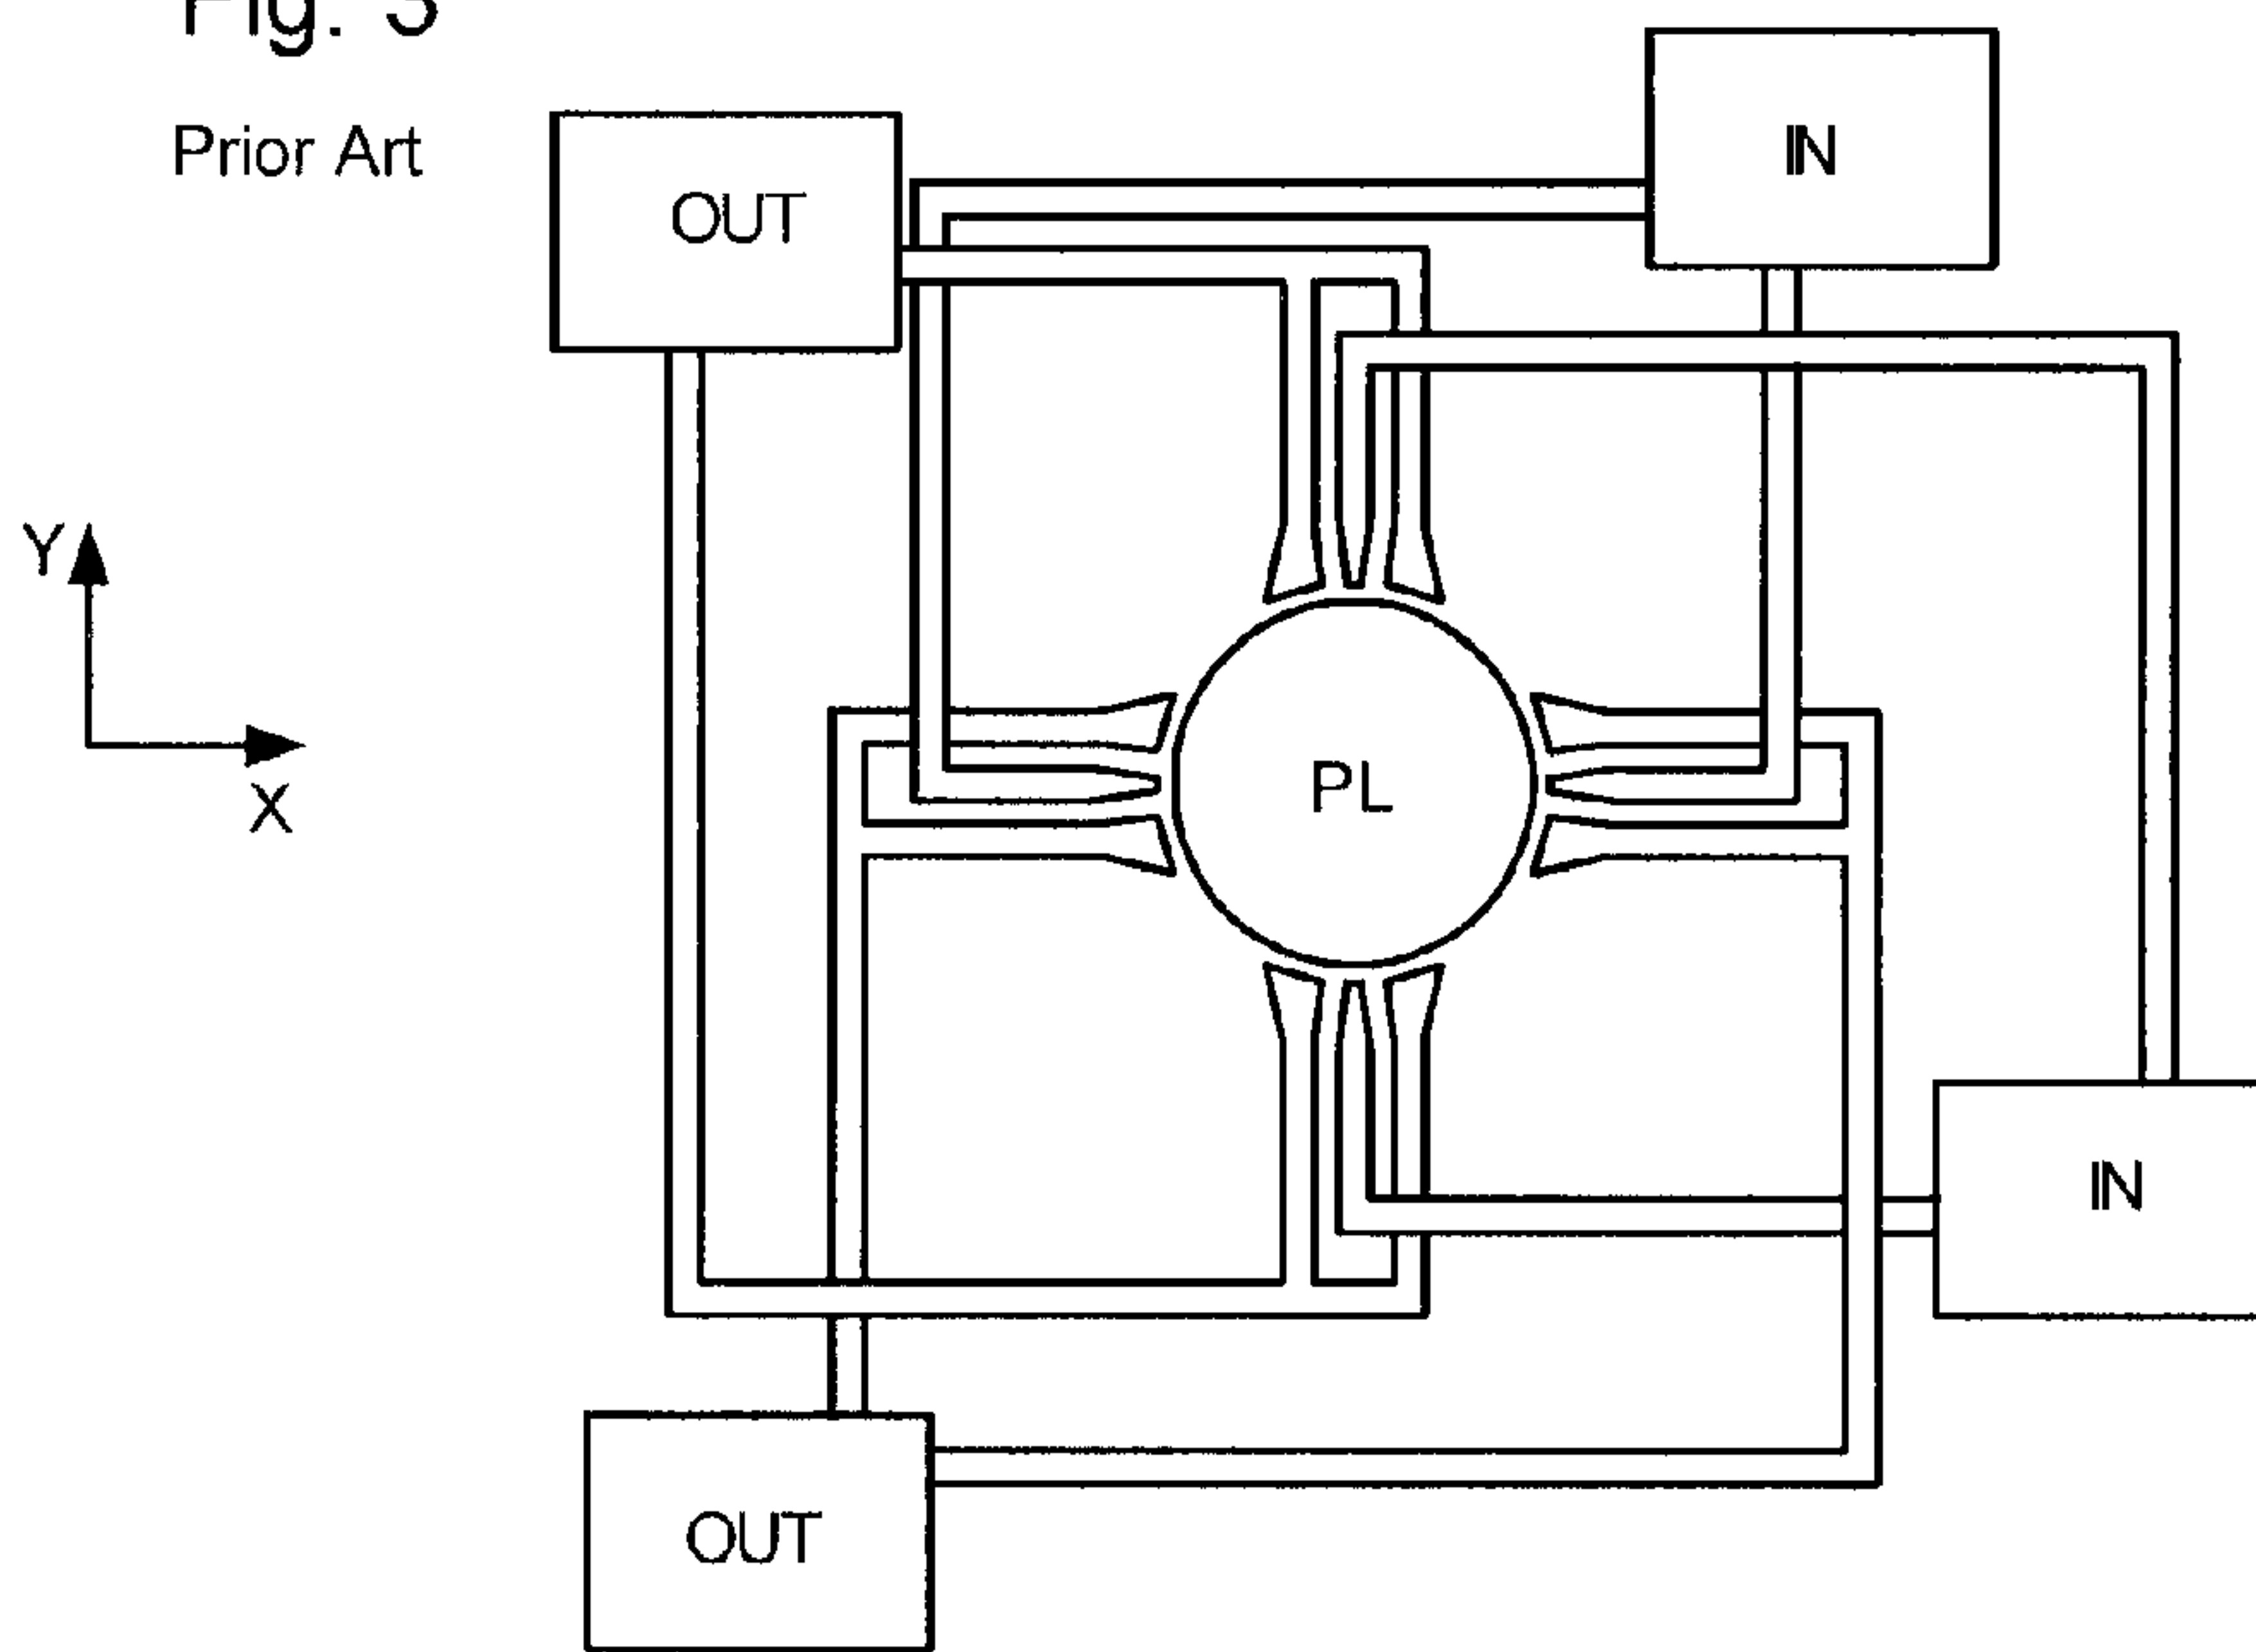 Fig. 3
Prior Art
IN
OUT
Y
X
PL
IN
OUT